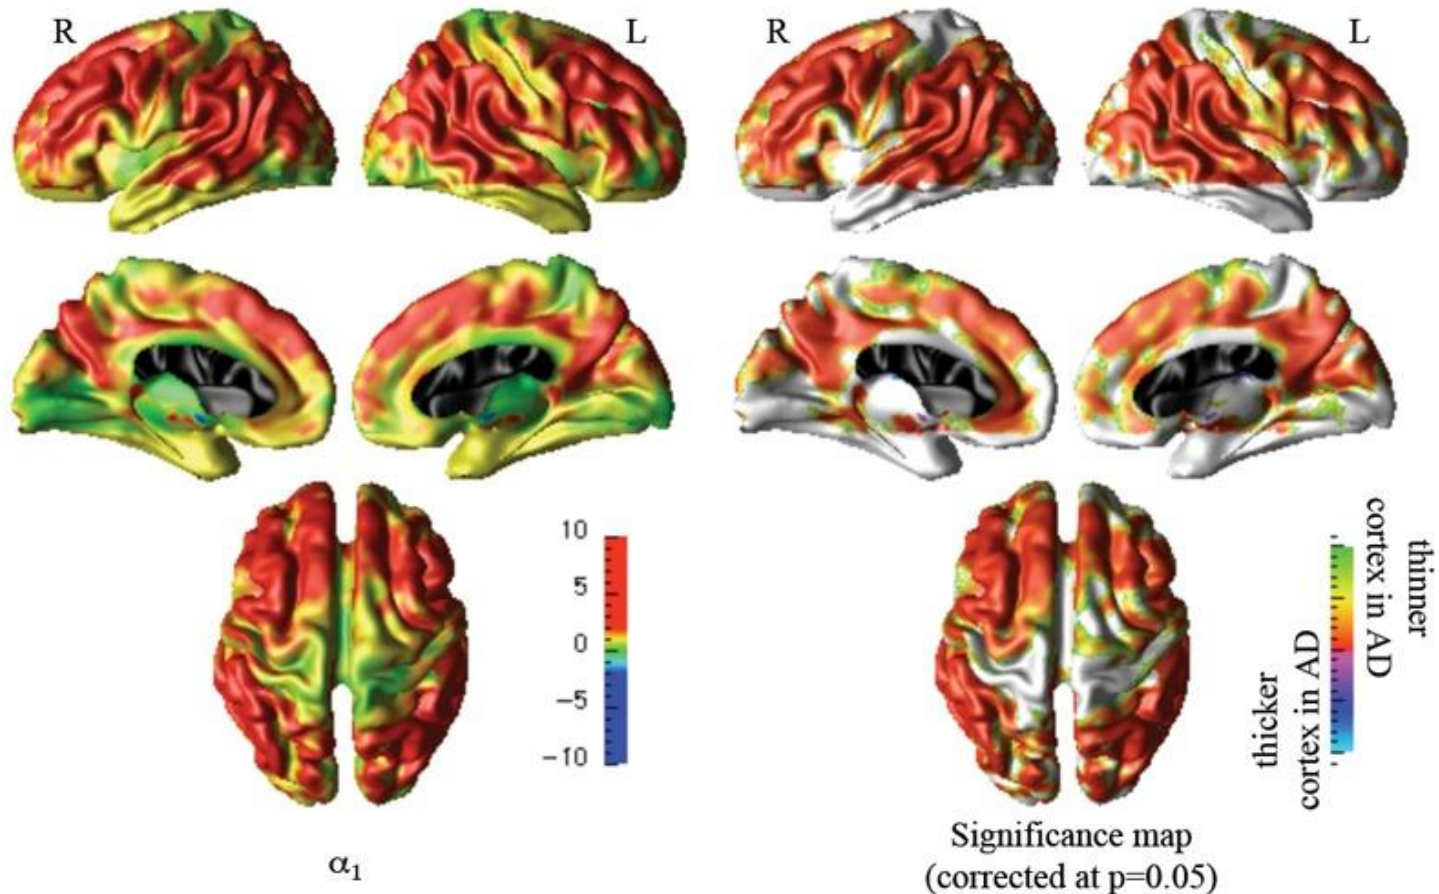 R
L
R
L
10
5
0
−5
−10
thinner
cortex in AD
thicker
cortex in AD
α₁
Significance map
(corrected at p=0.05)